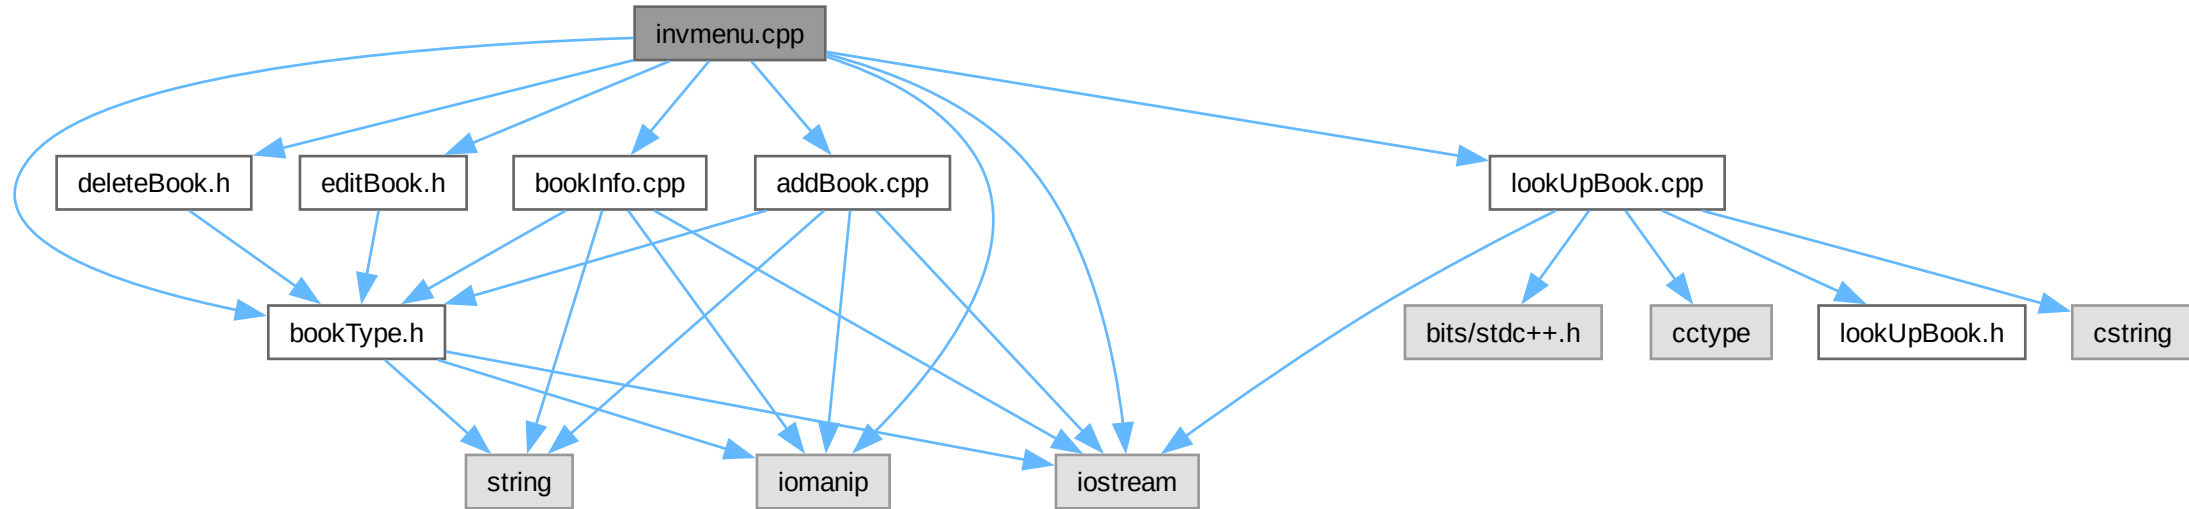 invmenu.cpp
deleteBook.h
editBook.h
bookInfo.cpp
addBook.cpp
lookUpBook.cpp
bookType.h
bits/stdc++.h
cctype
lookUpBook.h
cstring
string
iomanip
iostream